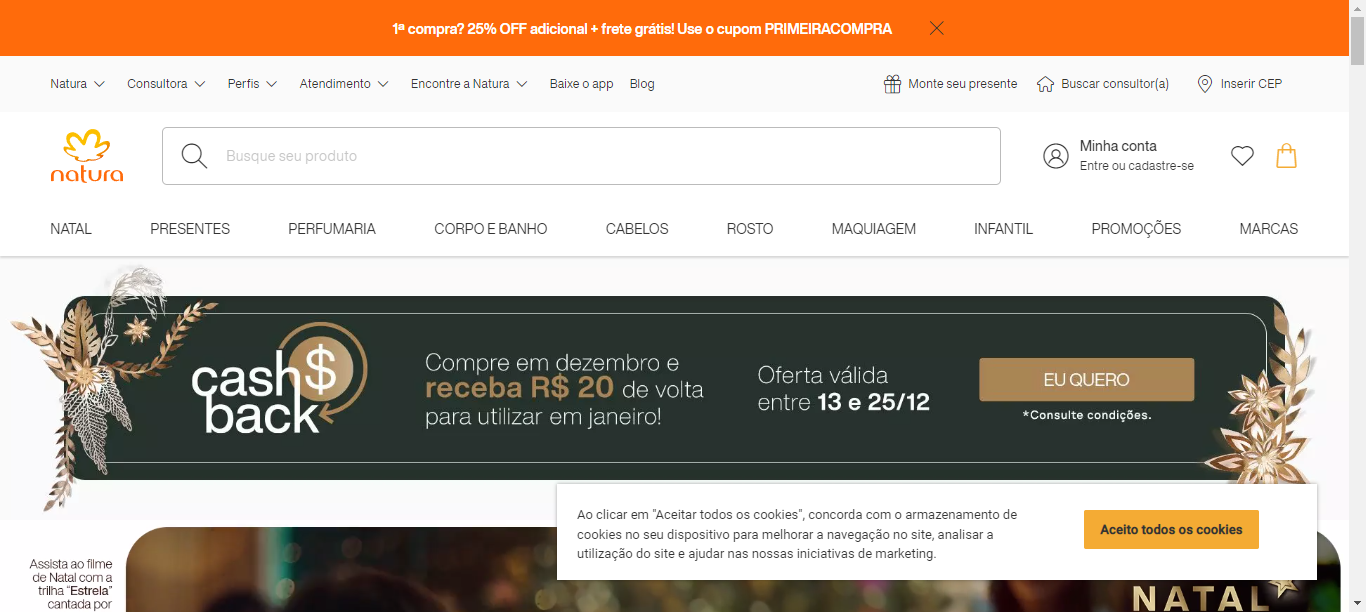 1ª compra? 25% OFF adicional + frete grátis! Use o cupom PRIMEIRACOMPRA
Natura Consultora Perfis Atendimento Encontre a Natura Baixe o app Blog Monte seu presente Buscar consultor(a) Inserir CEP
natura
Busque seu produto
Minha conta
Entre ou cadastre-se
NATAL PRESENTES PERFUMARIA CORPO E BANHO CABELOS ROSTO MAQUIAGEM INFANTIL PROMOÇÕES MARCAS
cash$
back
Compre em dezembro e
receba R$ 20 de volta
para utilizar em janeiro!
Oferta válida
entre 13 e 25/12
EU QUERO
*Consulte condições.
Ao clicar em "Aceitar todos os cookies", concorda com o armazenamento de
cookies no seu dispositivo para melhorar a navegação no site, analisar a
utilização do site e ajudar nas nossas iniciativas de marketing.
Aceito todos os cookies
Assista ao filme
de Natal com a
trilha “Estrela”
cantada por
NATAL